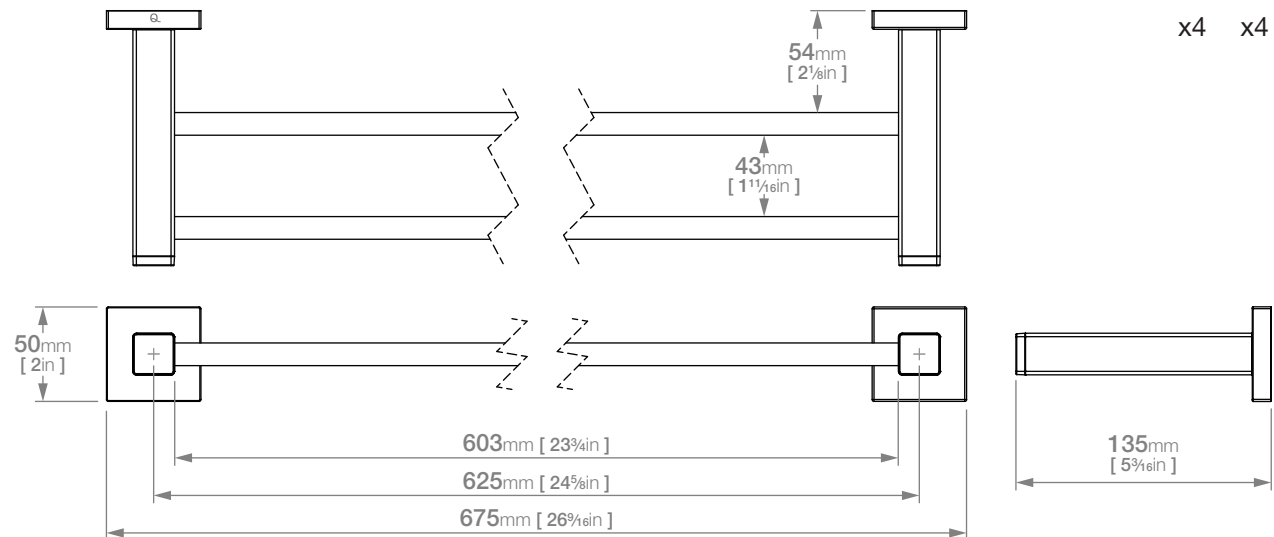 x4 x4
54mm
[ 2⅛in ]
43mm
[ 1¹¹⁄₁₆in ]
50mm
[ 2in ]
603mm [ 23¾in ]
625mm [ 24⅝in ]
675mm [ 26⁹⁄₁₆in ]
135mm
[ 5³⁄₁₆in ]